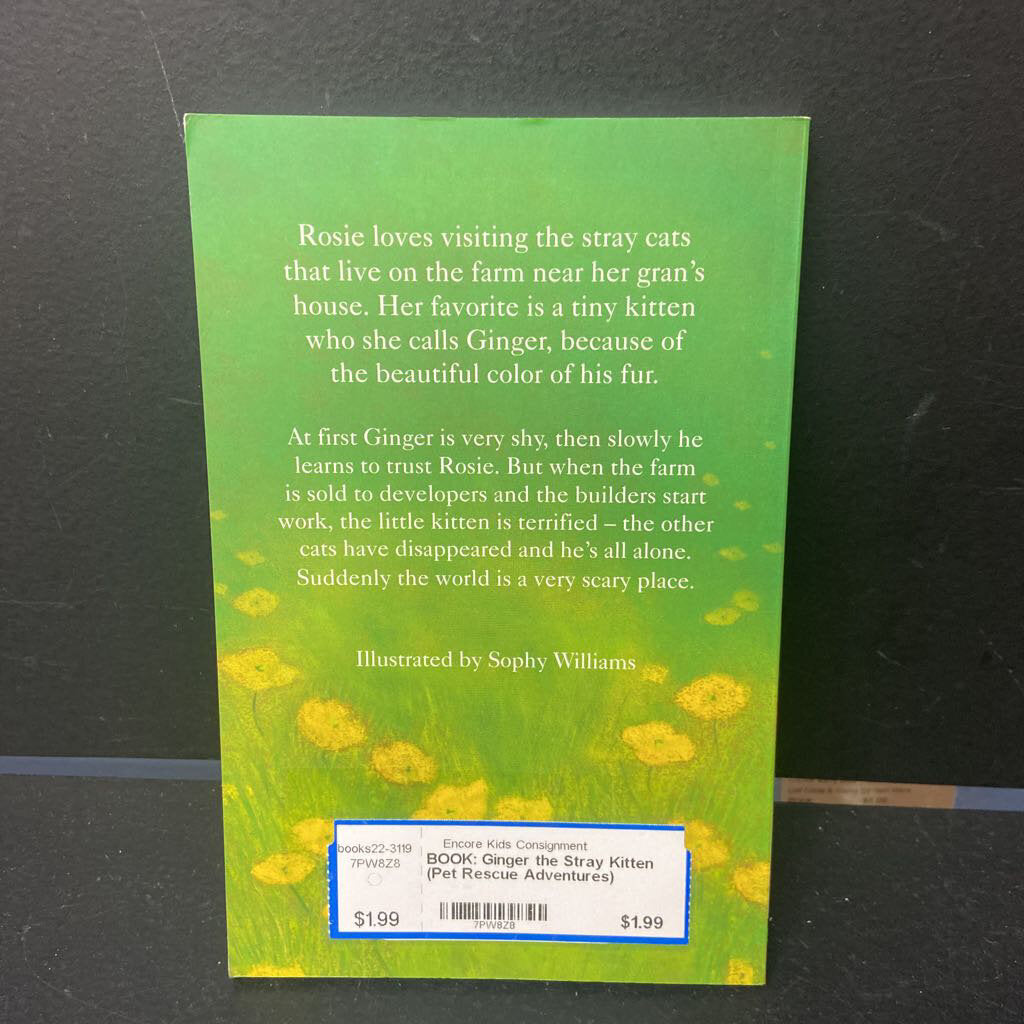 Rosie loves visiting the stray cats
that live on the farm near her gran's
house. Her favorite is a tiny kitten
who she calls Ginger, because of
the beautiful color of his fur.
At first Ginger is very shy, then slowly he
learns to trust Rosie. But when the farm
is sold to developers and the builders start
work, the little kitten is terrified – the other
cats have disappeared and he's all alone.
Suddenly the world is a very scary place.
Illustrated by Sophy Williams
books22-3119
7PW8Z8
$1.99
Encore Kids Consignment
BOOK: Ginger the Stray Kitten
(Pet Rescue Adventures)
7PW8Z8
$1.99